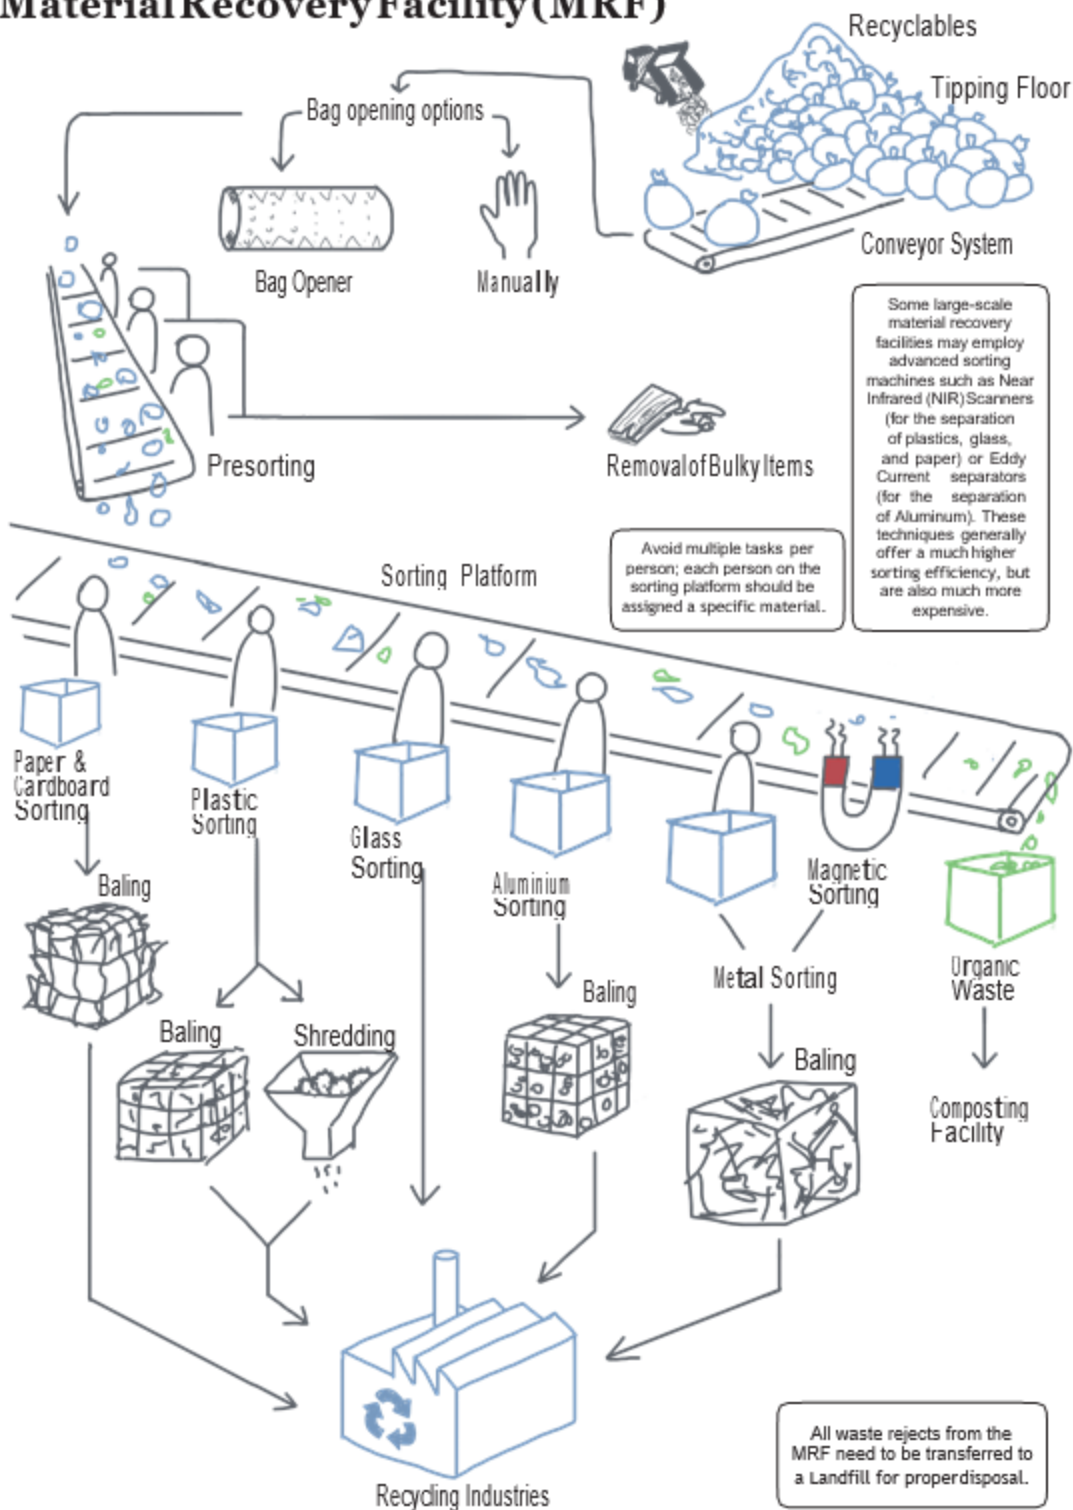 Material Recovery Facility (MRF)
Recyclables
Tipping Floor
Bag opening options
Conveyor System
Bag Opener
Manually
Some large-scale
material recovery
facilities may employ
advanced sorting
machines such as Near
Infrared (NIR) Scanners
(for the separation
of plastics, glass,
and paper) or Eddy
Current separators
(for the separation
of Aluminum). These
techniques generally
offer a much higher
sorting efficiency, but
are also much more
expensive.
Presorting
Removal of Bulky Items
Avoid multiple tasks per
person; each person on the
sorting platform should be
assigned a specific material.
Sorting Platform
Paper &
Cardboard
Sorting
Plastic
Sorting
Glass
Sorting
Aluminium
Sorting
Magnetic
Sorting
Metal Sorting
Organic
Waste
Baling
Baling
Shredding
Baling
Baling
Composting
Facility
Recycling Industries
All waste rejects from the
MRF need to be transferred to
a Landfill for proper disposal.